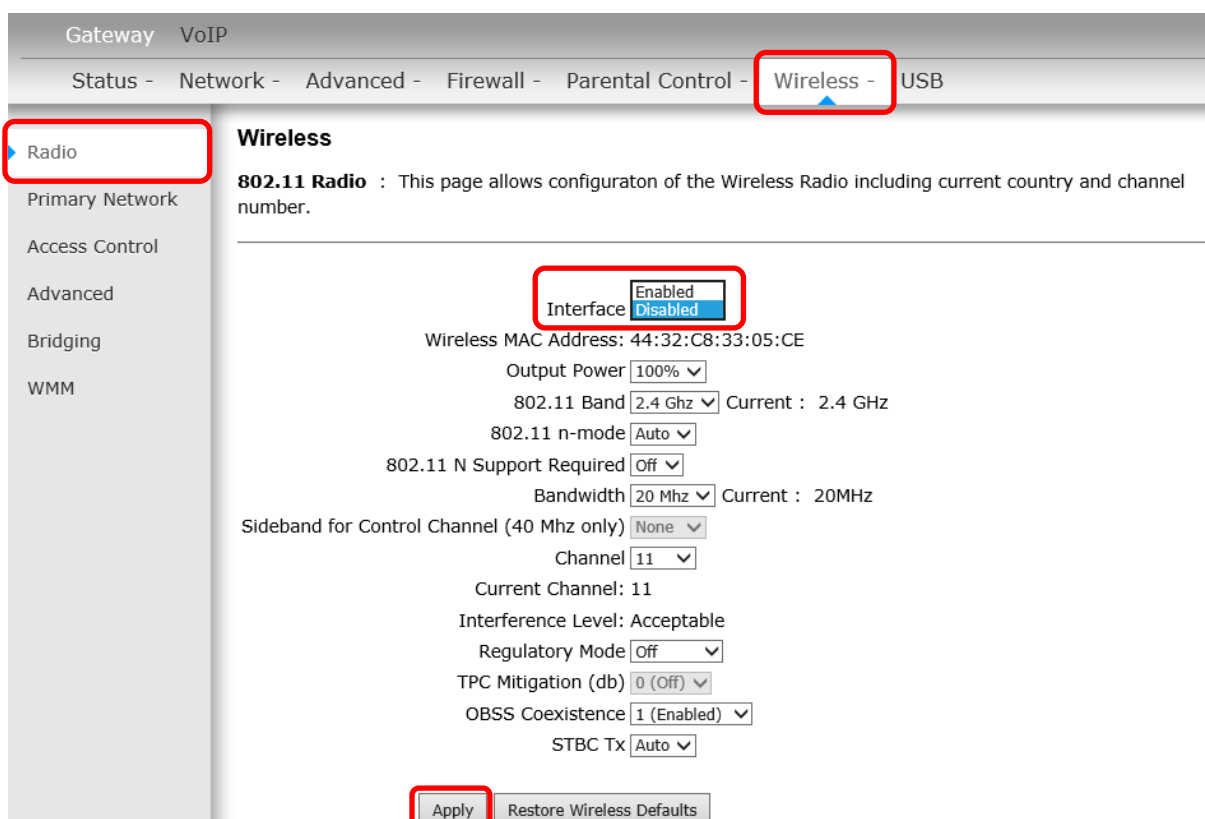 Gateway VoIP
Status - Network - Advanced - Firewall - Parental Control - Wireless - USB
Radio
Primary Network
Access Control
Advanced
Bridging
WMM
Wireless
802.11 Radio : This page allows configuraton of the Wireless Radio including current country and channel
number.
Enabled
Interface Disabled
Wireless MAC Address: 44:32:C8:33:05:CE
Output Power 100%
802.11 Band 2.4 Ghz Current : 2.4 GHz
802.11 n-mode Auto
802.11 N Support Required Off
Bandwidth 20 Mhz Current : 20MHz
Sideband for Control Channel (40 Mhz only) None
Channel 11
Current Channel: 11
Interference Level: Acceptable
Regulatory Mode Off
TPC Mitigation (db) 0 (Off)
OBSS Coexistence 1 (Enabled)
STBC Tx Auto
Apply Restore Wireless Defaults